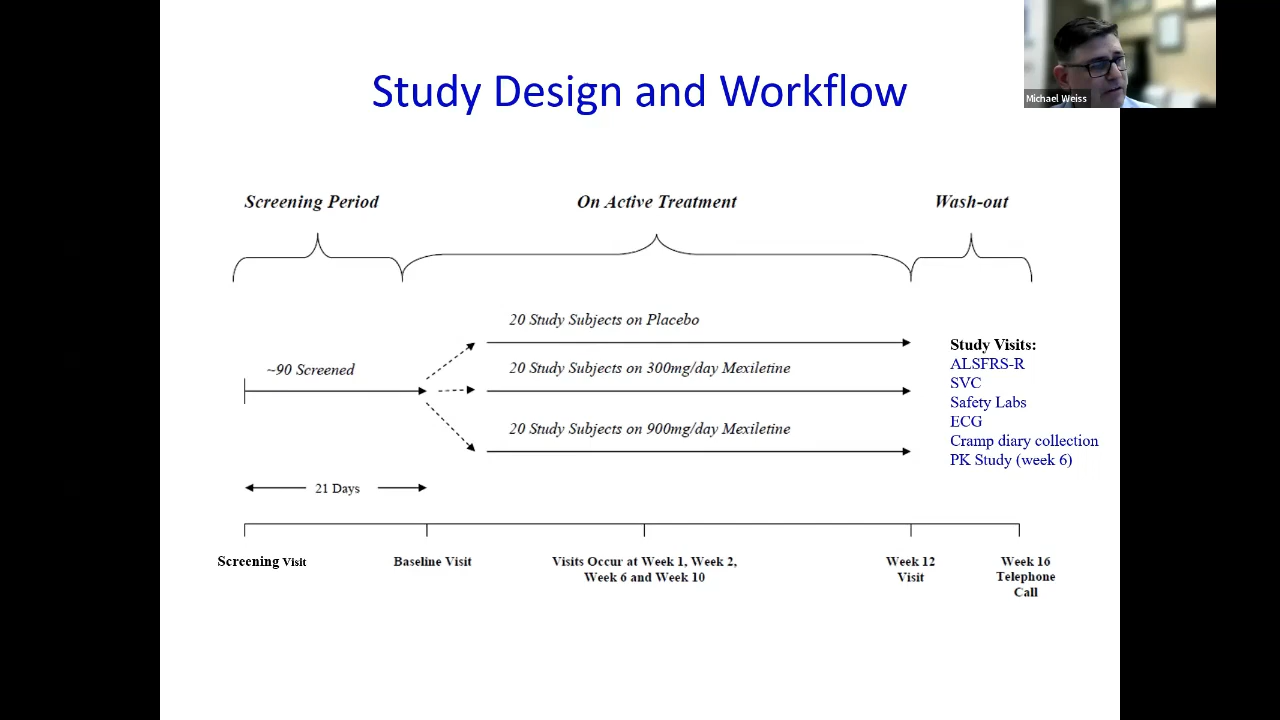 Study Design and Workflow
Michael Weiss
Screening Period
On Active Treatment
Wash-out
20 Study Subjects on Placebo
~90 Screened
20 Study Subjects on 300mg/day Mexiletine
20 Study Subjects on 900mg/day Mexiletine
Study Visits:
ALSFRS-R
SVC
Safety Labs
ECG
Cramp diary collection
PK Study (week 6)
21 Days
Screening Visit
Baseline Visit
Visits Occur at Week 1, Week 2,
Week 6 and Week 10
Week 12
Visit
Week 16
Telephone
Call